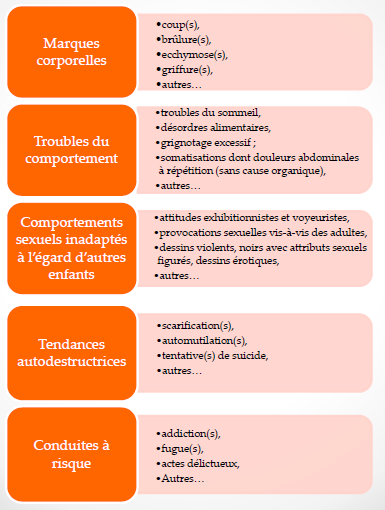 Marques
corporelles
•coup(s),
•brûlure(s),
•ecchymose(s),
•griffure(s),
•autres…
Troubles du
comportement
•troubles du sommeil,
•désordres alimentaires,
•grignotage excessif ;
•somatisations dont douleurs abdominales
à répétition (sans cause organique),
•autres…
Comportements
sexuels inadaptés
à l'égard d'autres
enfants
•attitudes exhibitionnistes et voyeuristes,
•provocations sexuelles vis-à-vis des adultes,
•dessins violents, noirs avec attributs sexuels
figurés, dessins érotiques,
•autres…
Tendances
autodestructrices
•scarification(s),
•automutilation(s),
•tentative(s) de suicide,
•autres…
Conduites à
risque
•addiction(s),
•fugue(s),
•actes délictueux,
•Autres…